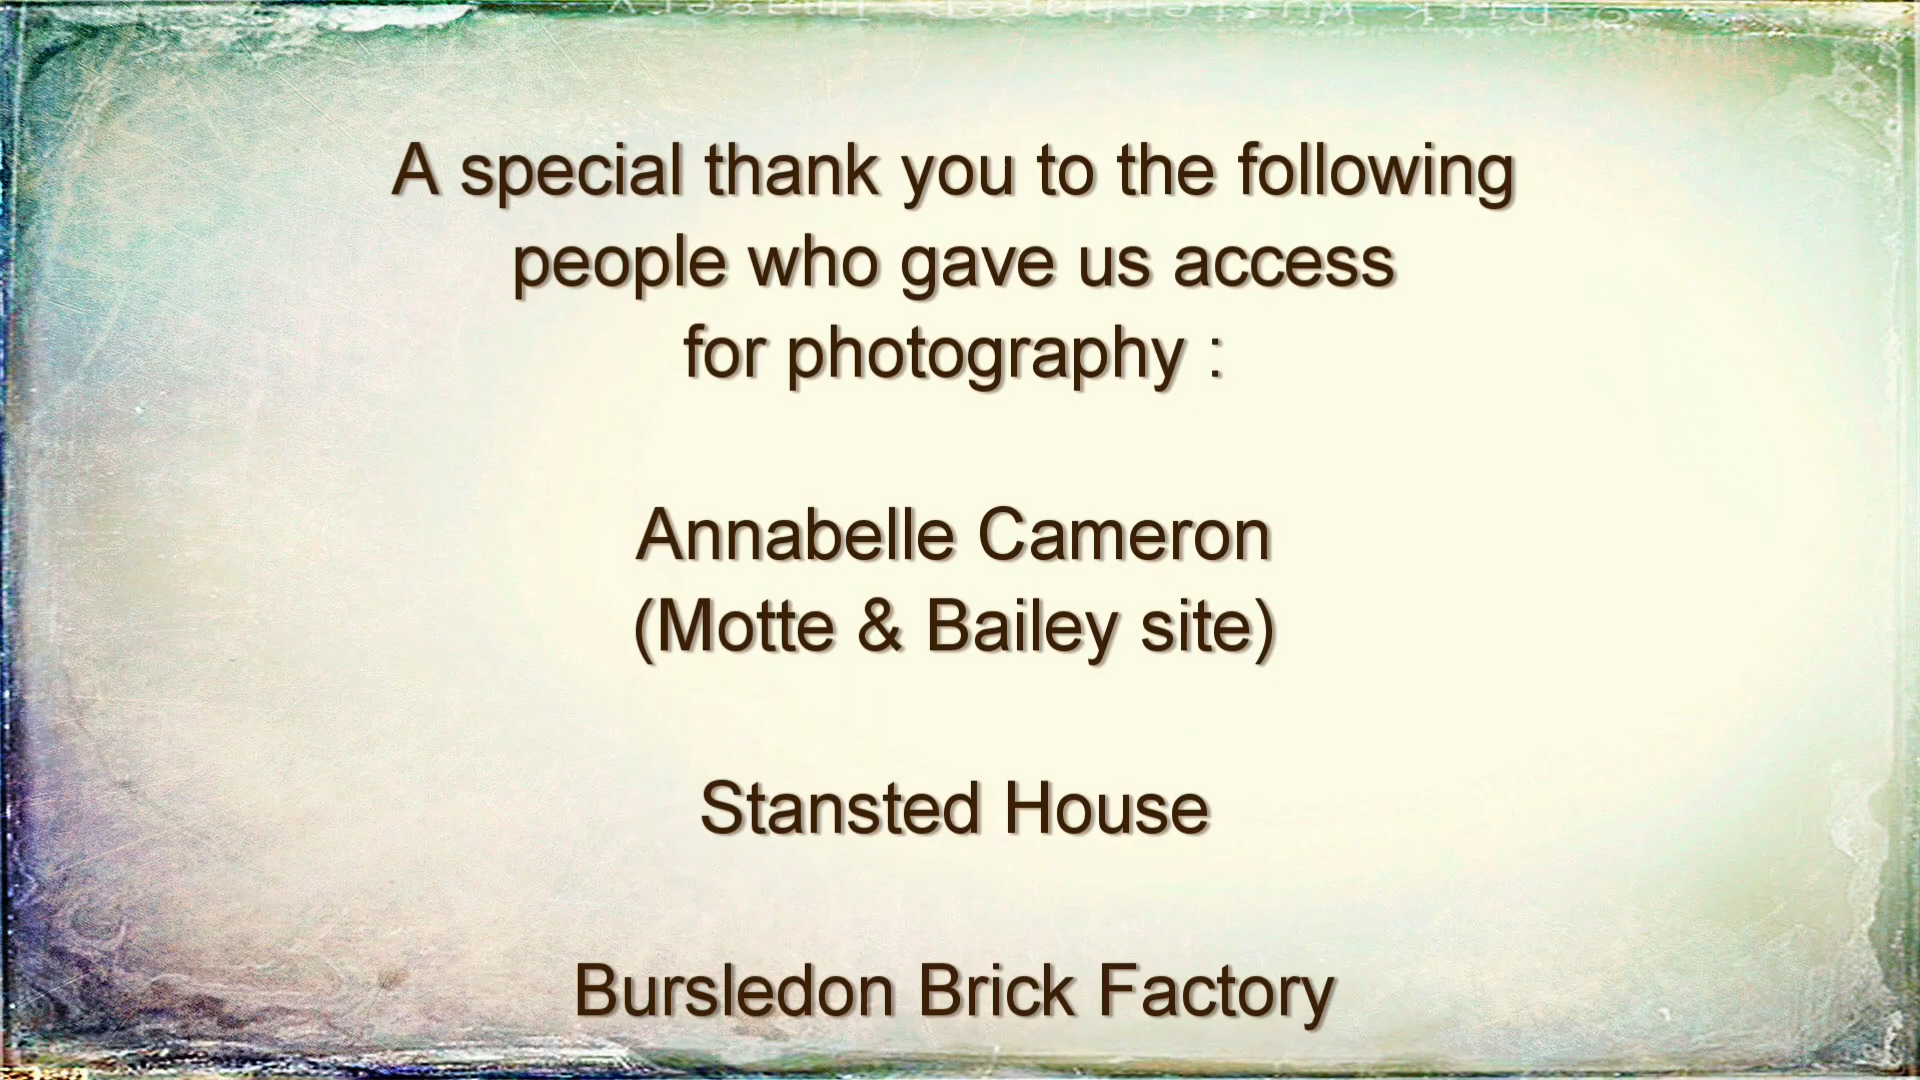 A special thank you to the following
people who gave us access
for photography :
Annabelle Cameron
(Motte & Bailey site)
Stansted House
Bursledon Brick Factory